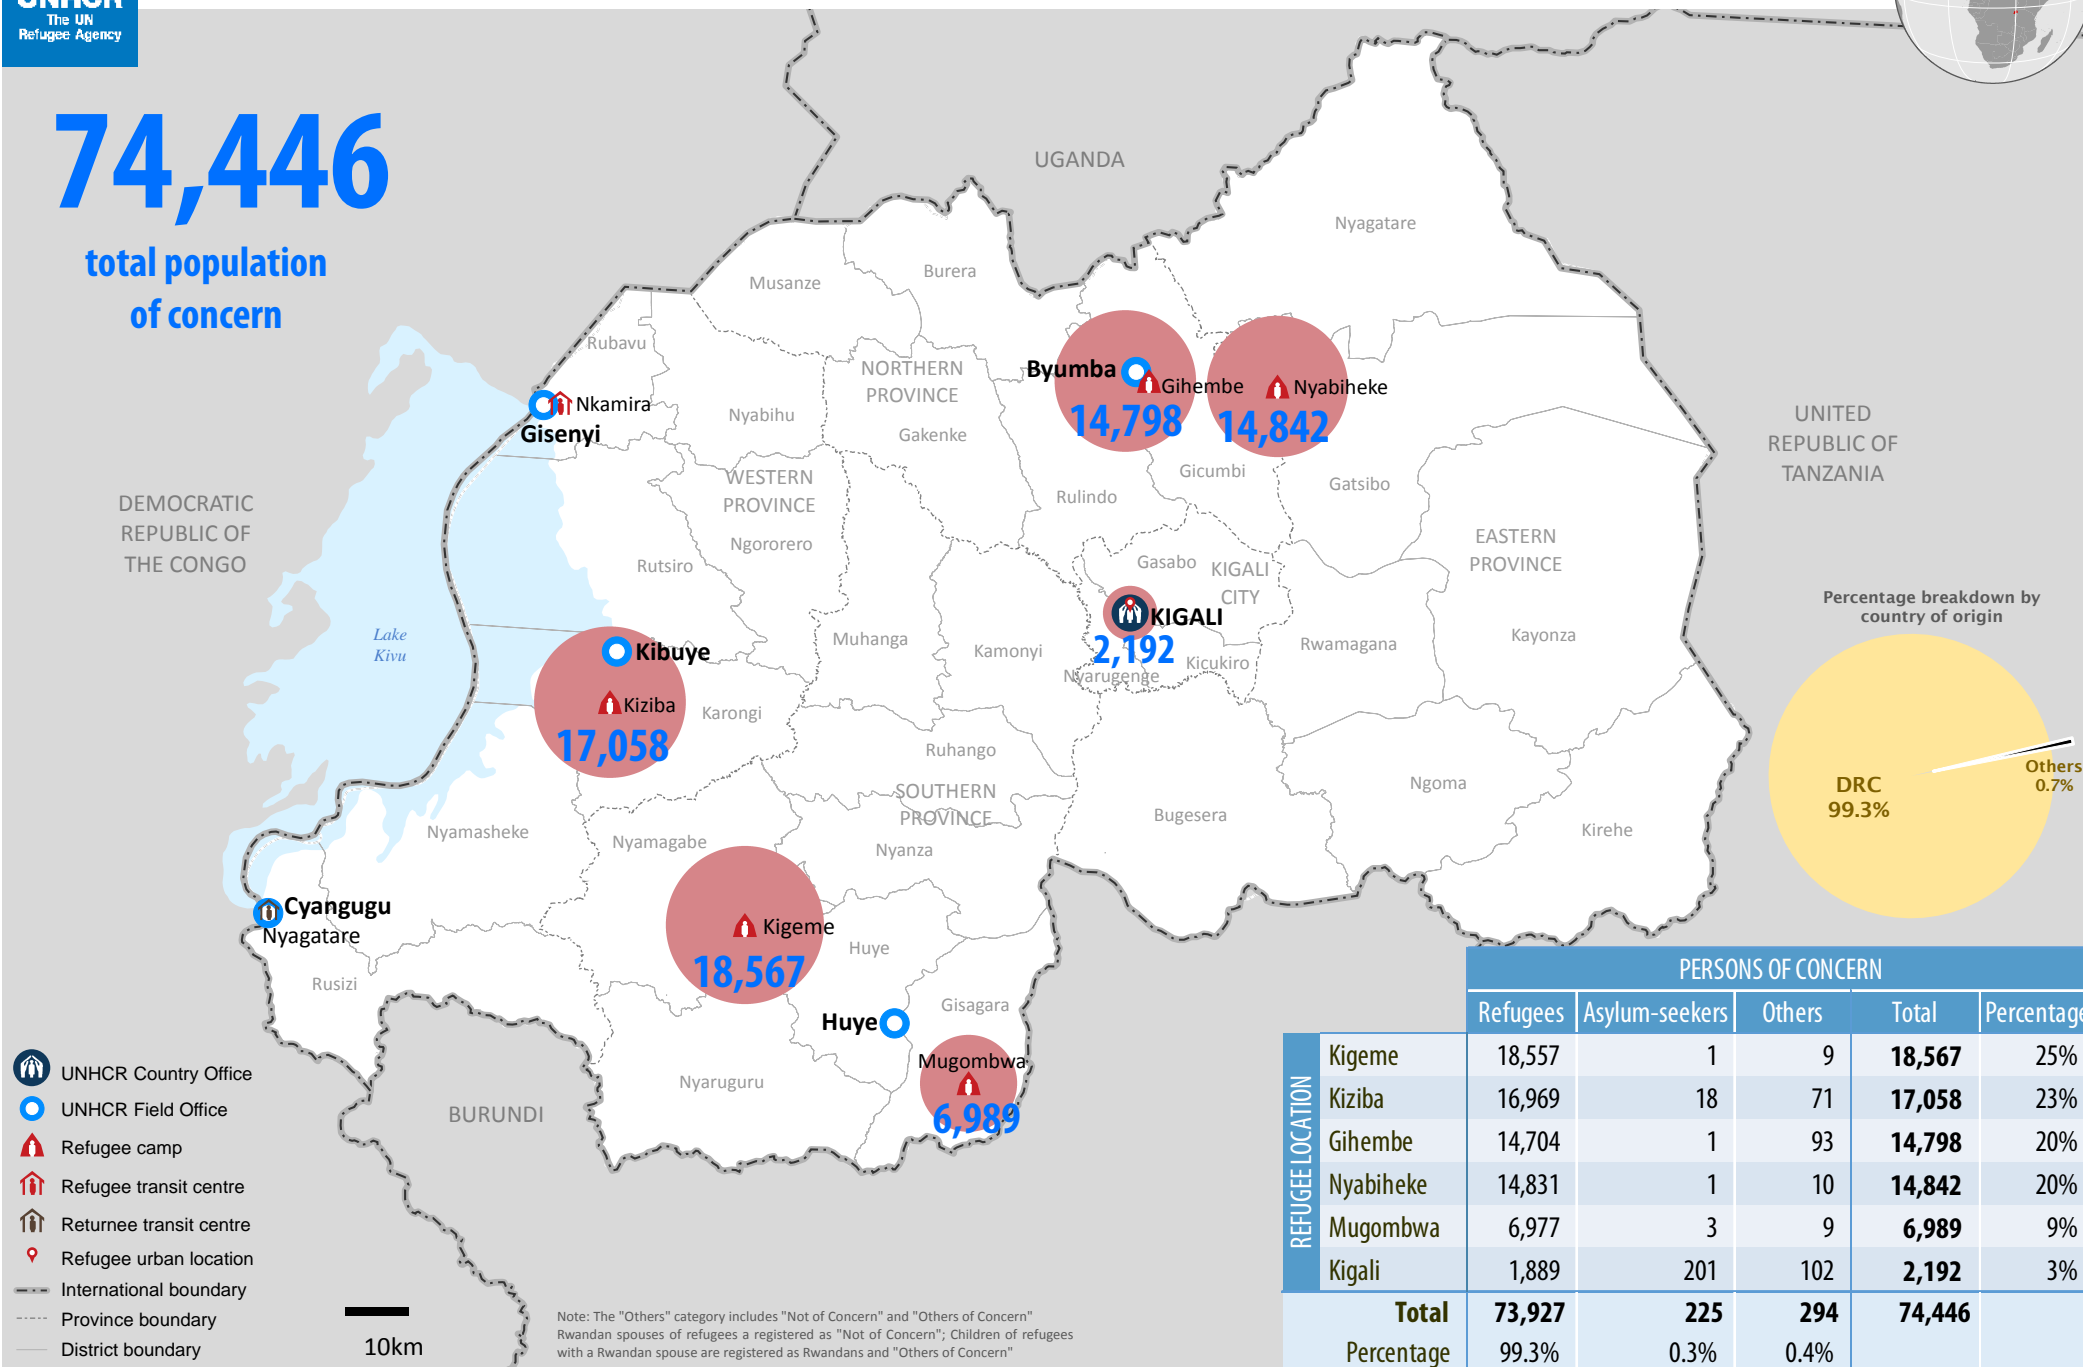 UNHCR
The UN
Refugee Agency
74,446
total population
of concern
UGANDA
Nyagatare
Burera
Musanze
Rubavu
NORTHERN
PROVINCE
Byumba
Gihembe
14,798
Nyabiheke
14,842
Nkamira
Gisenyi
Nyabihu
Gakenke
UNITED
REPUBLIC OF
TANZANIA
Gicumbi
WESTERN
PROVINCE
Rulindo
Gatsibo
DEMOCRATIC
REPUBLIC OF
THE CONGO
Ngororero
EASTERN
PROVINCE
Rutsiro
Gasabo
KIGALI
CITY
KIGALI
2,192
Lake
Kivu
Kibuye
Muhanga
Kamonyi
Kicukiro
Nyarugenge
Rwamagana
Kayonza
Kiziba
17,058
Karongi
Ruhango
SOUTHERN
PROVINCE
Ngoma
Bugesera
Kirehe
Nyamasheke
Nyamagabe
Nyanza
Cyangugu
Nyagatare
Kigeme
18,567
Huye
Rusizi
Gisagara
Huye
Mugombwa
6,989
Nyaruguru
BURUNDI
Percentage breakdown by
country of origin
DRC
99.3%
Others
0.7%
UNHCR Country Office
UNHCR Field Office
Refugee camp
Refugee transit centre
Returnee transit centre
Refugee urban location
International boundary
Province boundary
District boundary
10km
Note: The "Others" category includes "Not of Concern" and "Others of Concern"
Rwandan spouses of refugees a registered as "Not of Concern"; Children of refugees
with a Rwandan spouse are registered as Rwandans and "Others of Concern"
PERSONS OF CONCERN
Refugees Asylum-seekers Others Total Percentage
REFUGEE LOCATION
Kigeme 18,557 1 9 18,567 25%
Kiziba 16,969 18 71 17,058 23%
Gihembe 14,704 1 93 14,798 20%
Nyabiheke 14,831 1 10 14,842 20%
Mugombwa 6,977 3 9 6,989 9%
Kigali 1,889 201 102 2,192 3%
Total 73,927 225 294 74,446
Percentage 99.3% 0.3% 0.4%